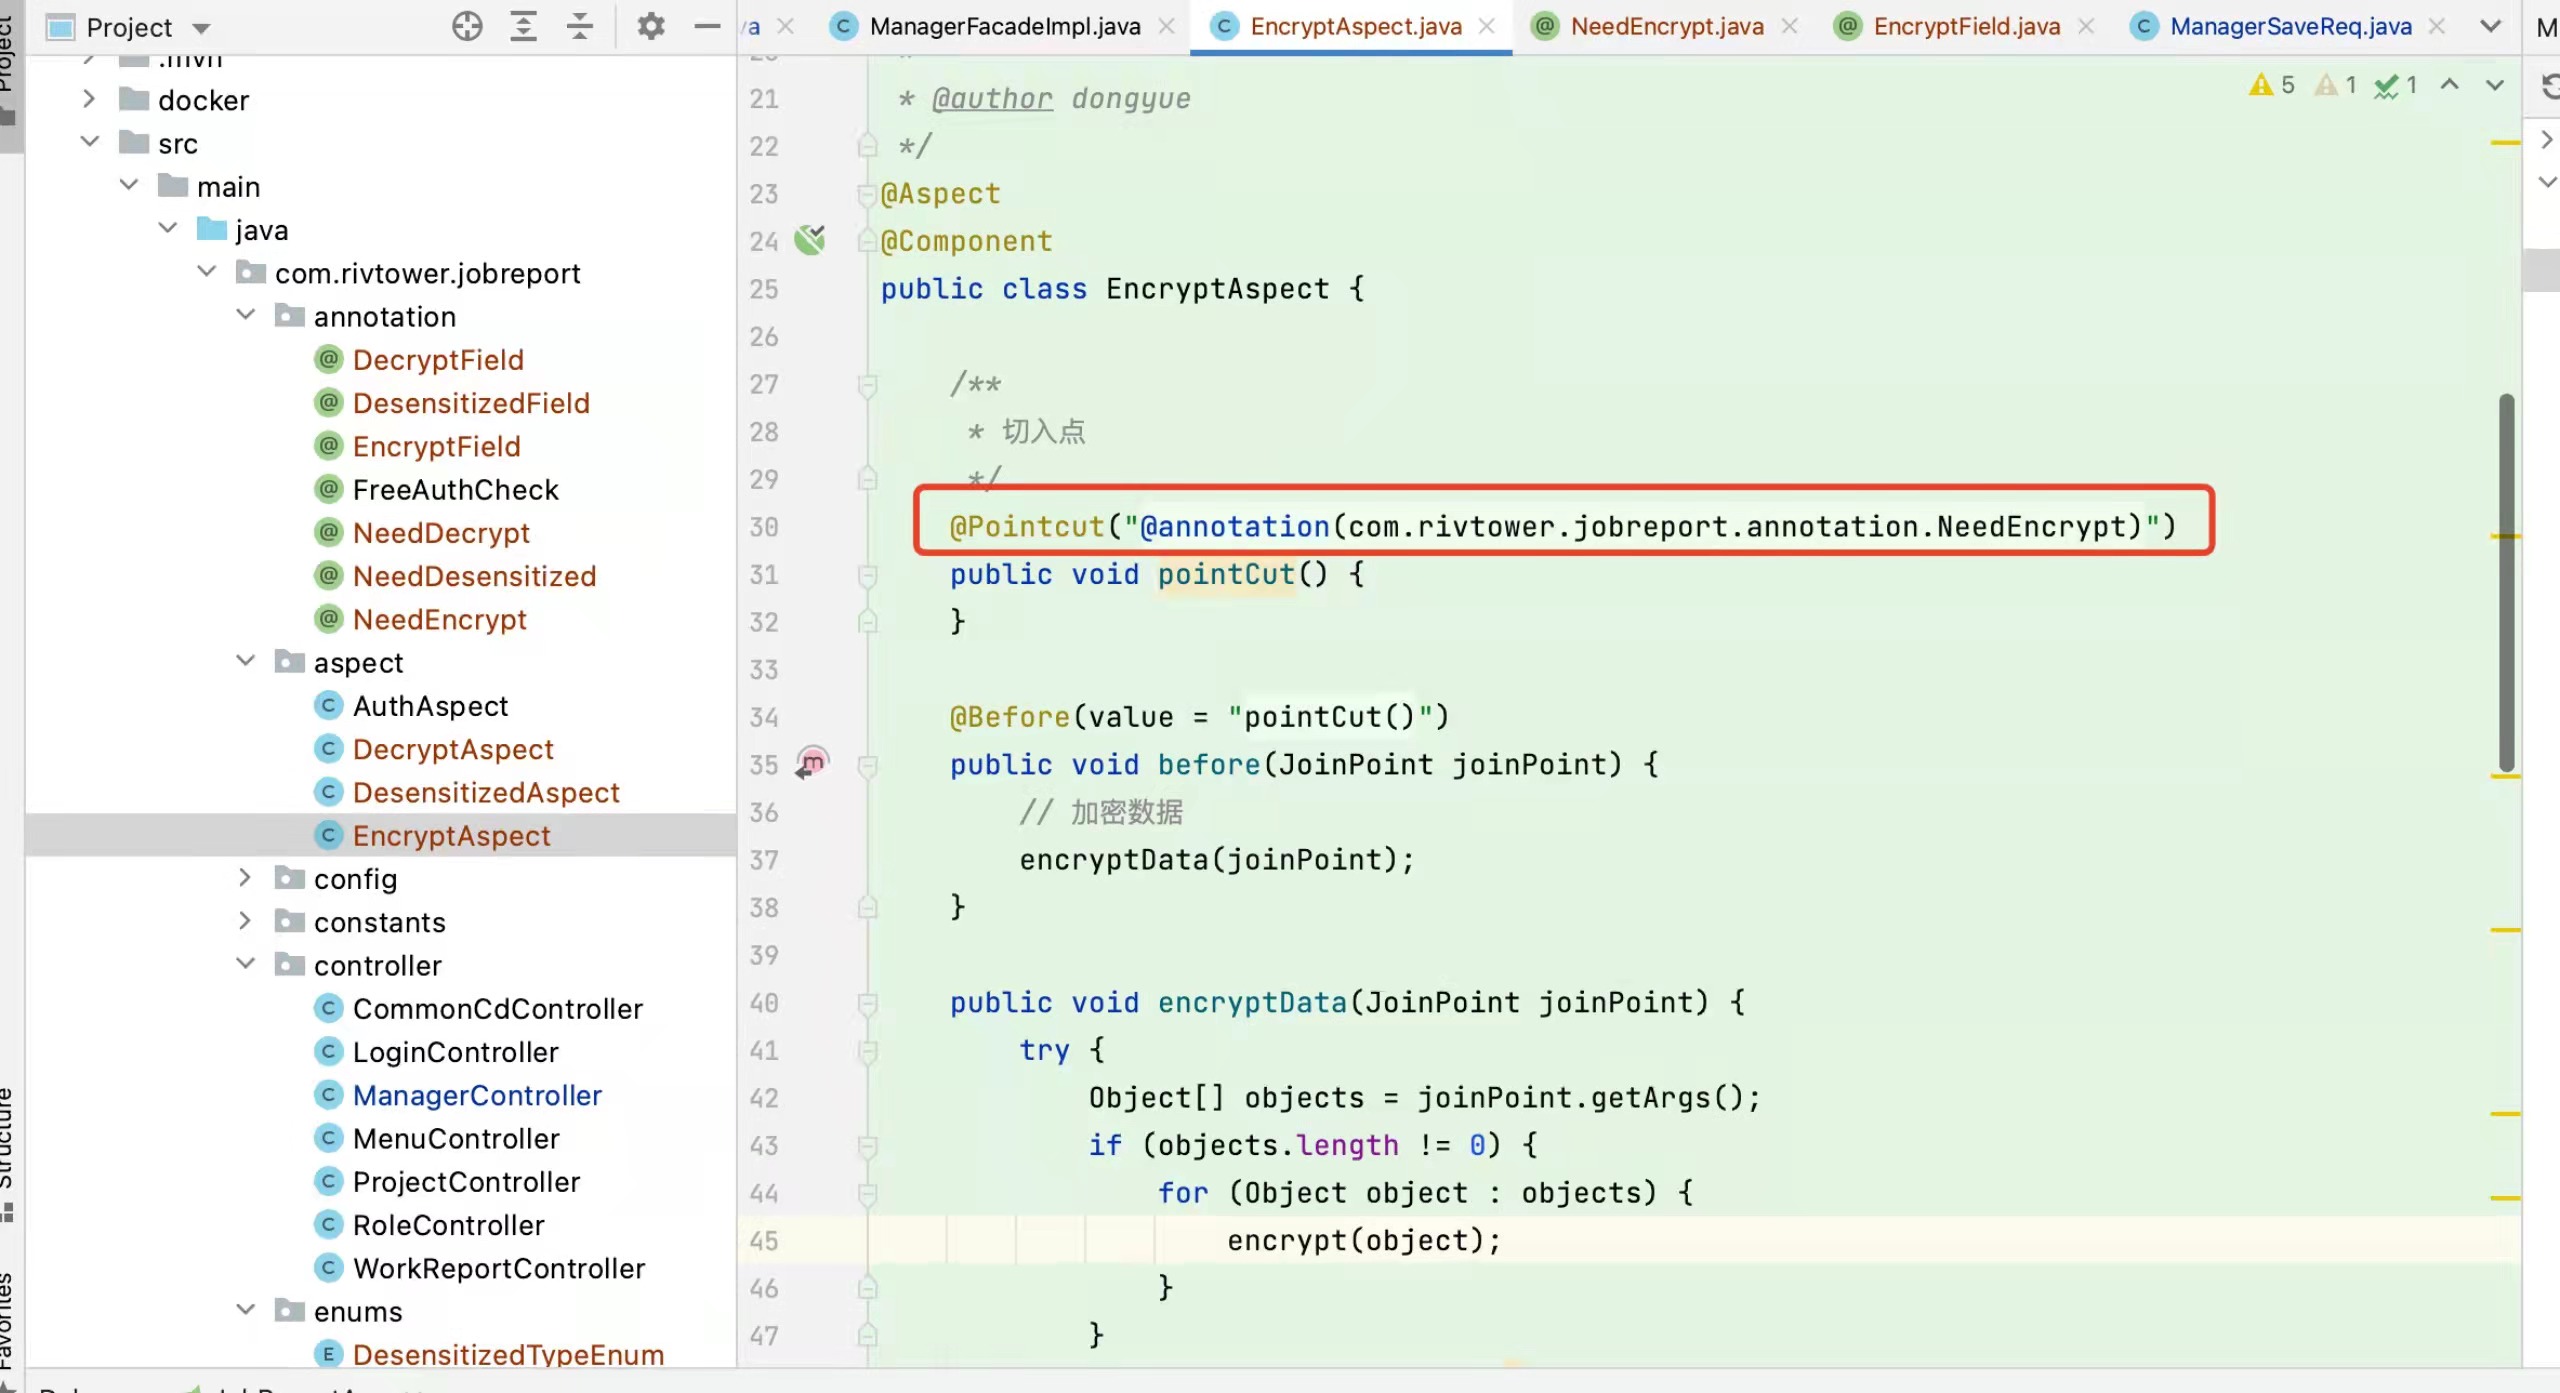 Project
a
ManagerFacadeImpl.java
EncryptAspect.java
NeedEncrypt.java
EncryptField.java
ManagerSaveReq.java
Project
.mvn
docker
src
main
java
com.rivtower.jobreport
annotation
DecryptField
DesensitizedField
EncryptField
FreeAuthCheck
NeedDecrypt
NeedDesensitized
NeedEncrypt
aspect
AuthAspect
DecryptAspect
DesensitizedAspect
EncryptAspect
config
constants
controller
CommonCdController
LoginController
ManagerController
MenuController
ProjectController
RoleController
WorkReportController
enums
DesensitizedTypeEnum
Structure
Favorites
5 1 1
21 * @author dongyue
22 */
23 @Aspect
24 @Component
25 public class EncryptAspect {
26
27 /**
28 * 切入点
29 */
30 @Pointcut("@annotation(com.rivtower.jobreport.annotation.NeedEncrypt)")
31 public void pointCut() {
32 }
33
34 @Before(value = "pointCut()")
35 public void before(JoinPoint joinPoint) {
36 // 加密数据
37 encryptData(joinPoint);
38 }
39
40 public void encryptData(JoinPoint joinPoint) {
41 try {
42 Object[] objects = joinPoint.getArgs();
43 if (objects.length != 0) {
44 for (Object object : objects) {
45 encrypt(object);
46 }
47 }